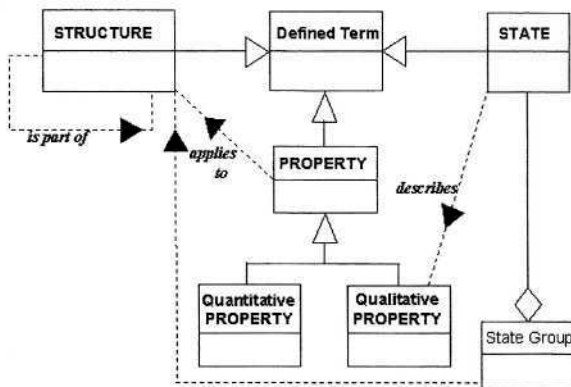 STRUCTURE
Defined Term
STATE
is part of
applies
to
PROPERTY
describes
Quantitative
PROPERTY
Qualitative
PROPERTY
State Group